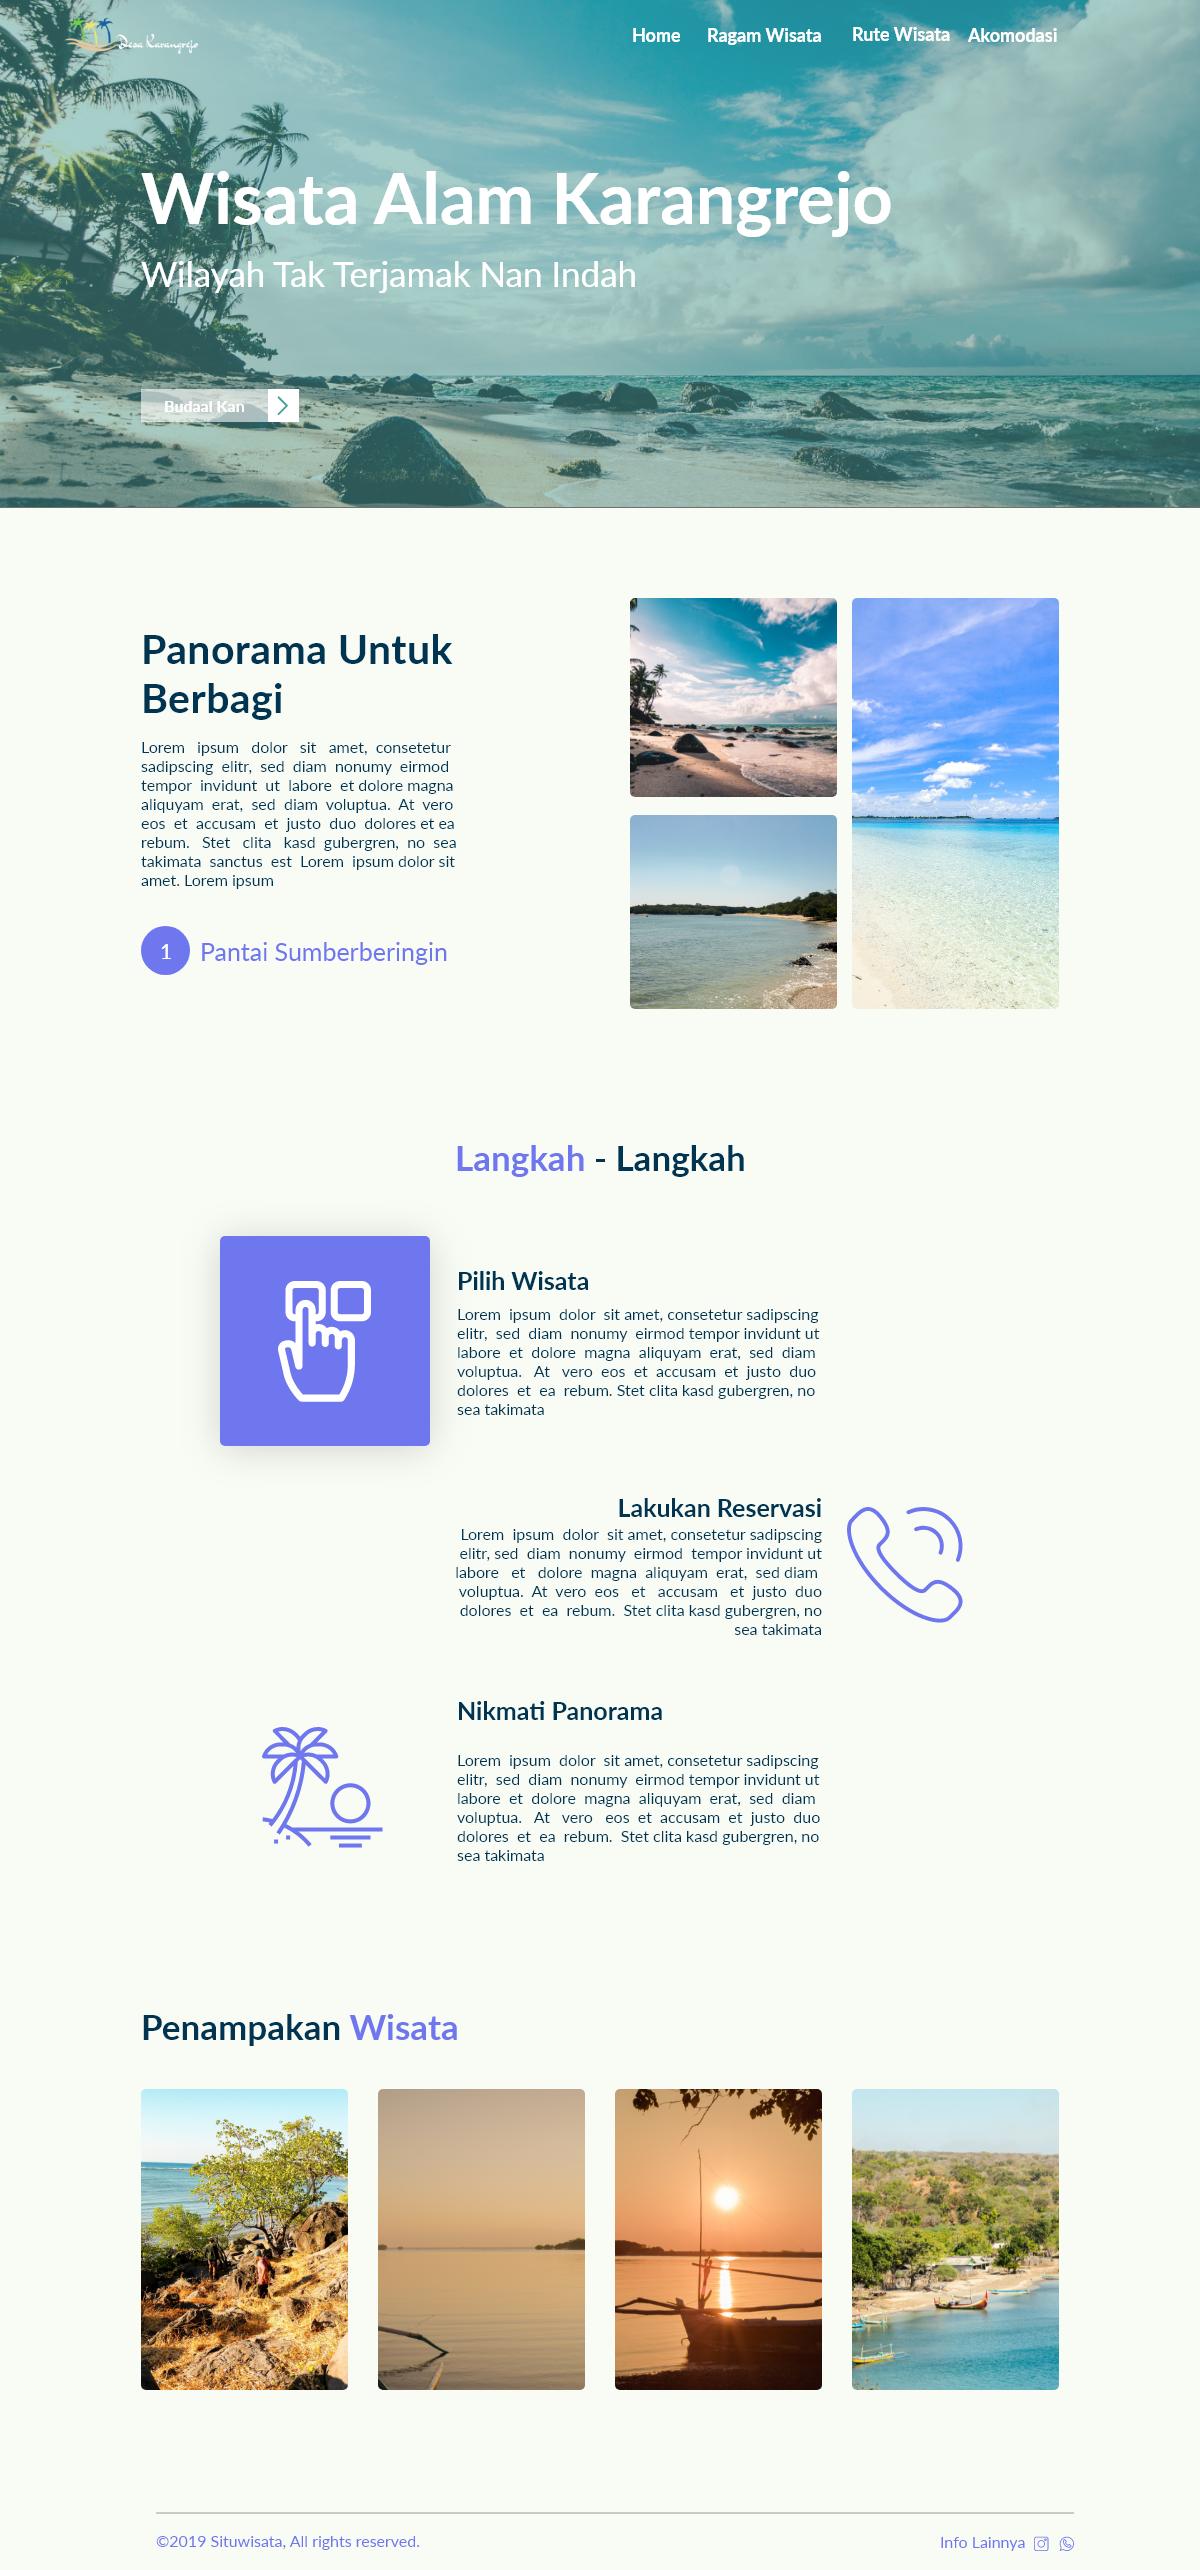 Desa Karangrejo
Home Ragam Wisata Rute Wisata Akomodasi
Wisata Alam Karangrejo
Wilayah Tak Terjamak Nan Indah
Budaal Kan
Panorama Untuk
Berbagi
Lorem ipsum dolor sit amet, consetetur
sadipscing elitr, sed diam nonumy eirmod
tempor invidunt ut labore et dolore magna
aliquyam erat, sed diam voluptua. At vero
eos et accusam et justo duo dolores et ea
rebum. Stet clita kasd gubergren, no sea
takimata sanctus est Lorem ipsum dolor sit
amet. Lorem ipsum
1 Pantai Sumberberingin
Langkah - Langkah
Pilih Wisata
Lorem ipsum dolor sit amet, consetetur sadipscing
elitr, sed diam nonumy eirmod tempor invidunt ut
labore et dolore magna aliquyam erat, sed diam
voluptua. At vero eos et accusam et justo duo
dolores et ea rebum. Stet clita kasd gubergren, no
sea takimata
Lakukan Reservasi
Lorem ipsum dolor sit amet, consetetur sadipscing
elitr, sed diam nonumy eirmod tempor invidunt ut
labore et dolore magna aliquyam erat, sed diam
voluptua. At vero eos et accusam et justo duo
dolores et ea rebum. Stet clita kasd gubergren, no
sea takimata
Nikmati Panorama
Lorem ipsum dolor sit amet, consetetur sadipscing
elitr, sed diam nonumy eirmod tempor invidunt ut
labore et dolore magna aliquyam erat, sed diam
voluptua. At vero eos et accusam et justo duo
dolores et ea rebum. Stet clita kasd gubergren, no
sea takimata
Penampakan Wisata
©2019 Situwisata, All rights reserved.
Info Lainnya